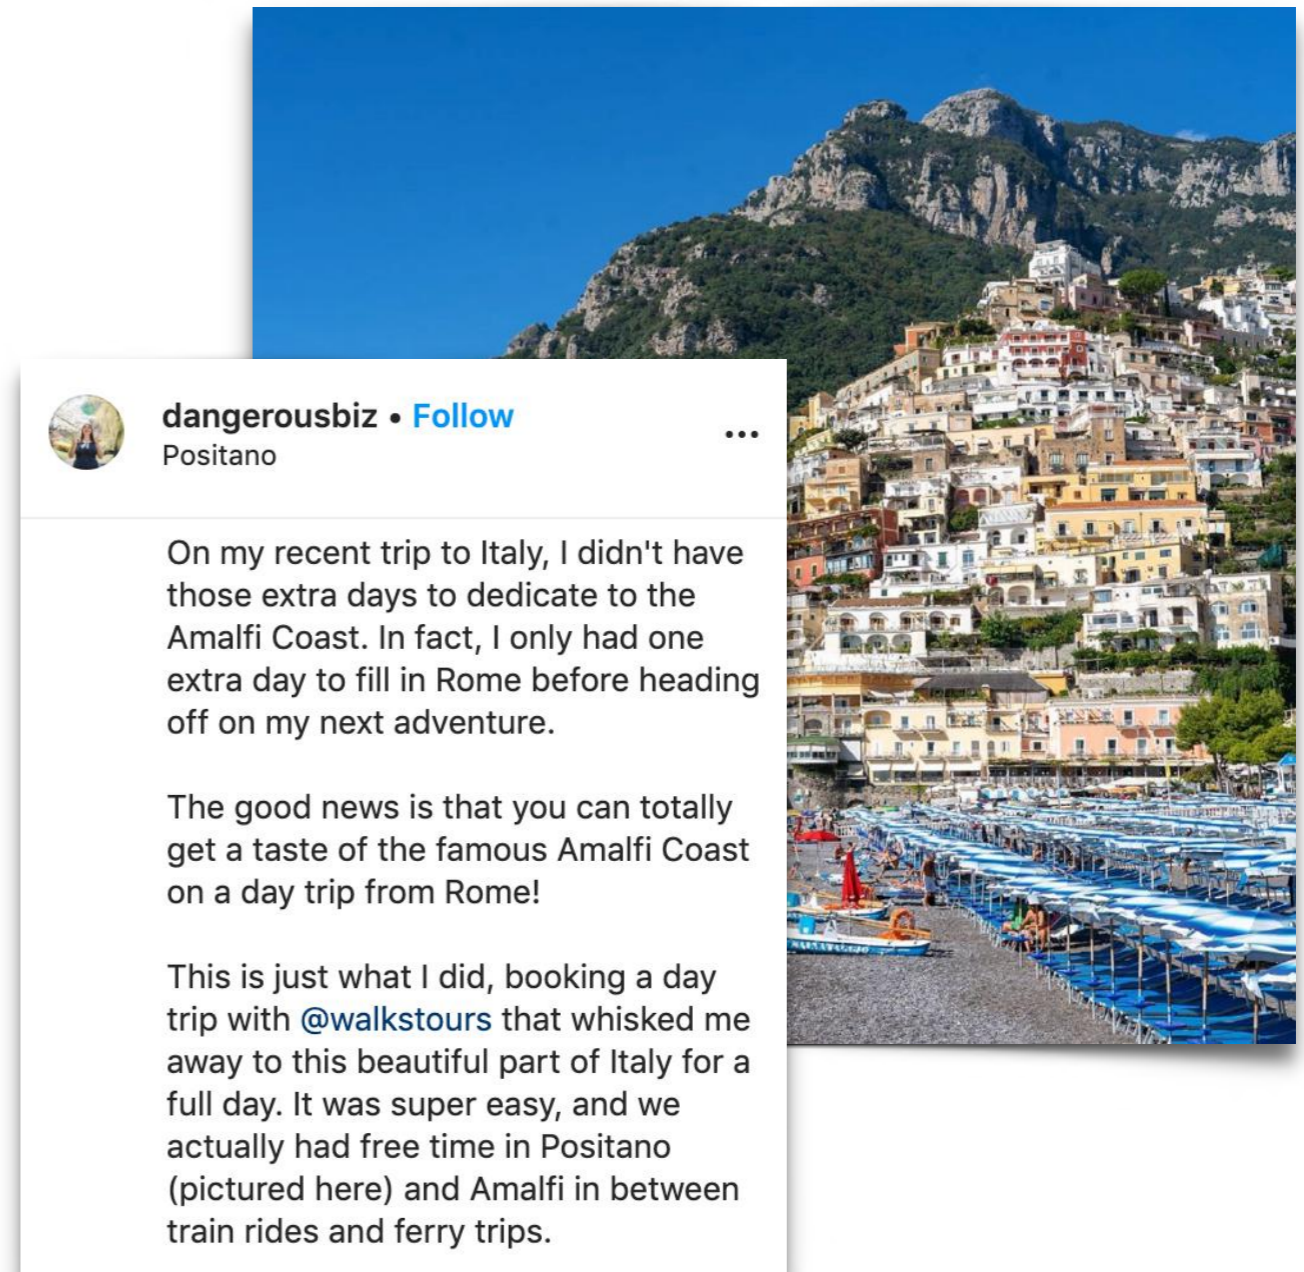 dangerousbiz • Follow
Positano
On my recent trip to Italy, I didn't have
those extra days to dedicate to the
Amalfi Coast. In fact, I only had one
extra day to fill in Rome before heading
off on my next adventure.
The good news is that you can totally
get a taste of the famous Amalfi Coast
on a day trip from Rome!
This is just what I did, booking a day
trip with @walkstours that whisked me
away to this beautiful part of Italy for a
full day. It was super easy, and we
actually had free time in Positano
(pictured here) and Amalfi in between
train rides and ferry trips.